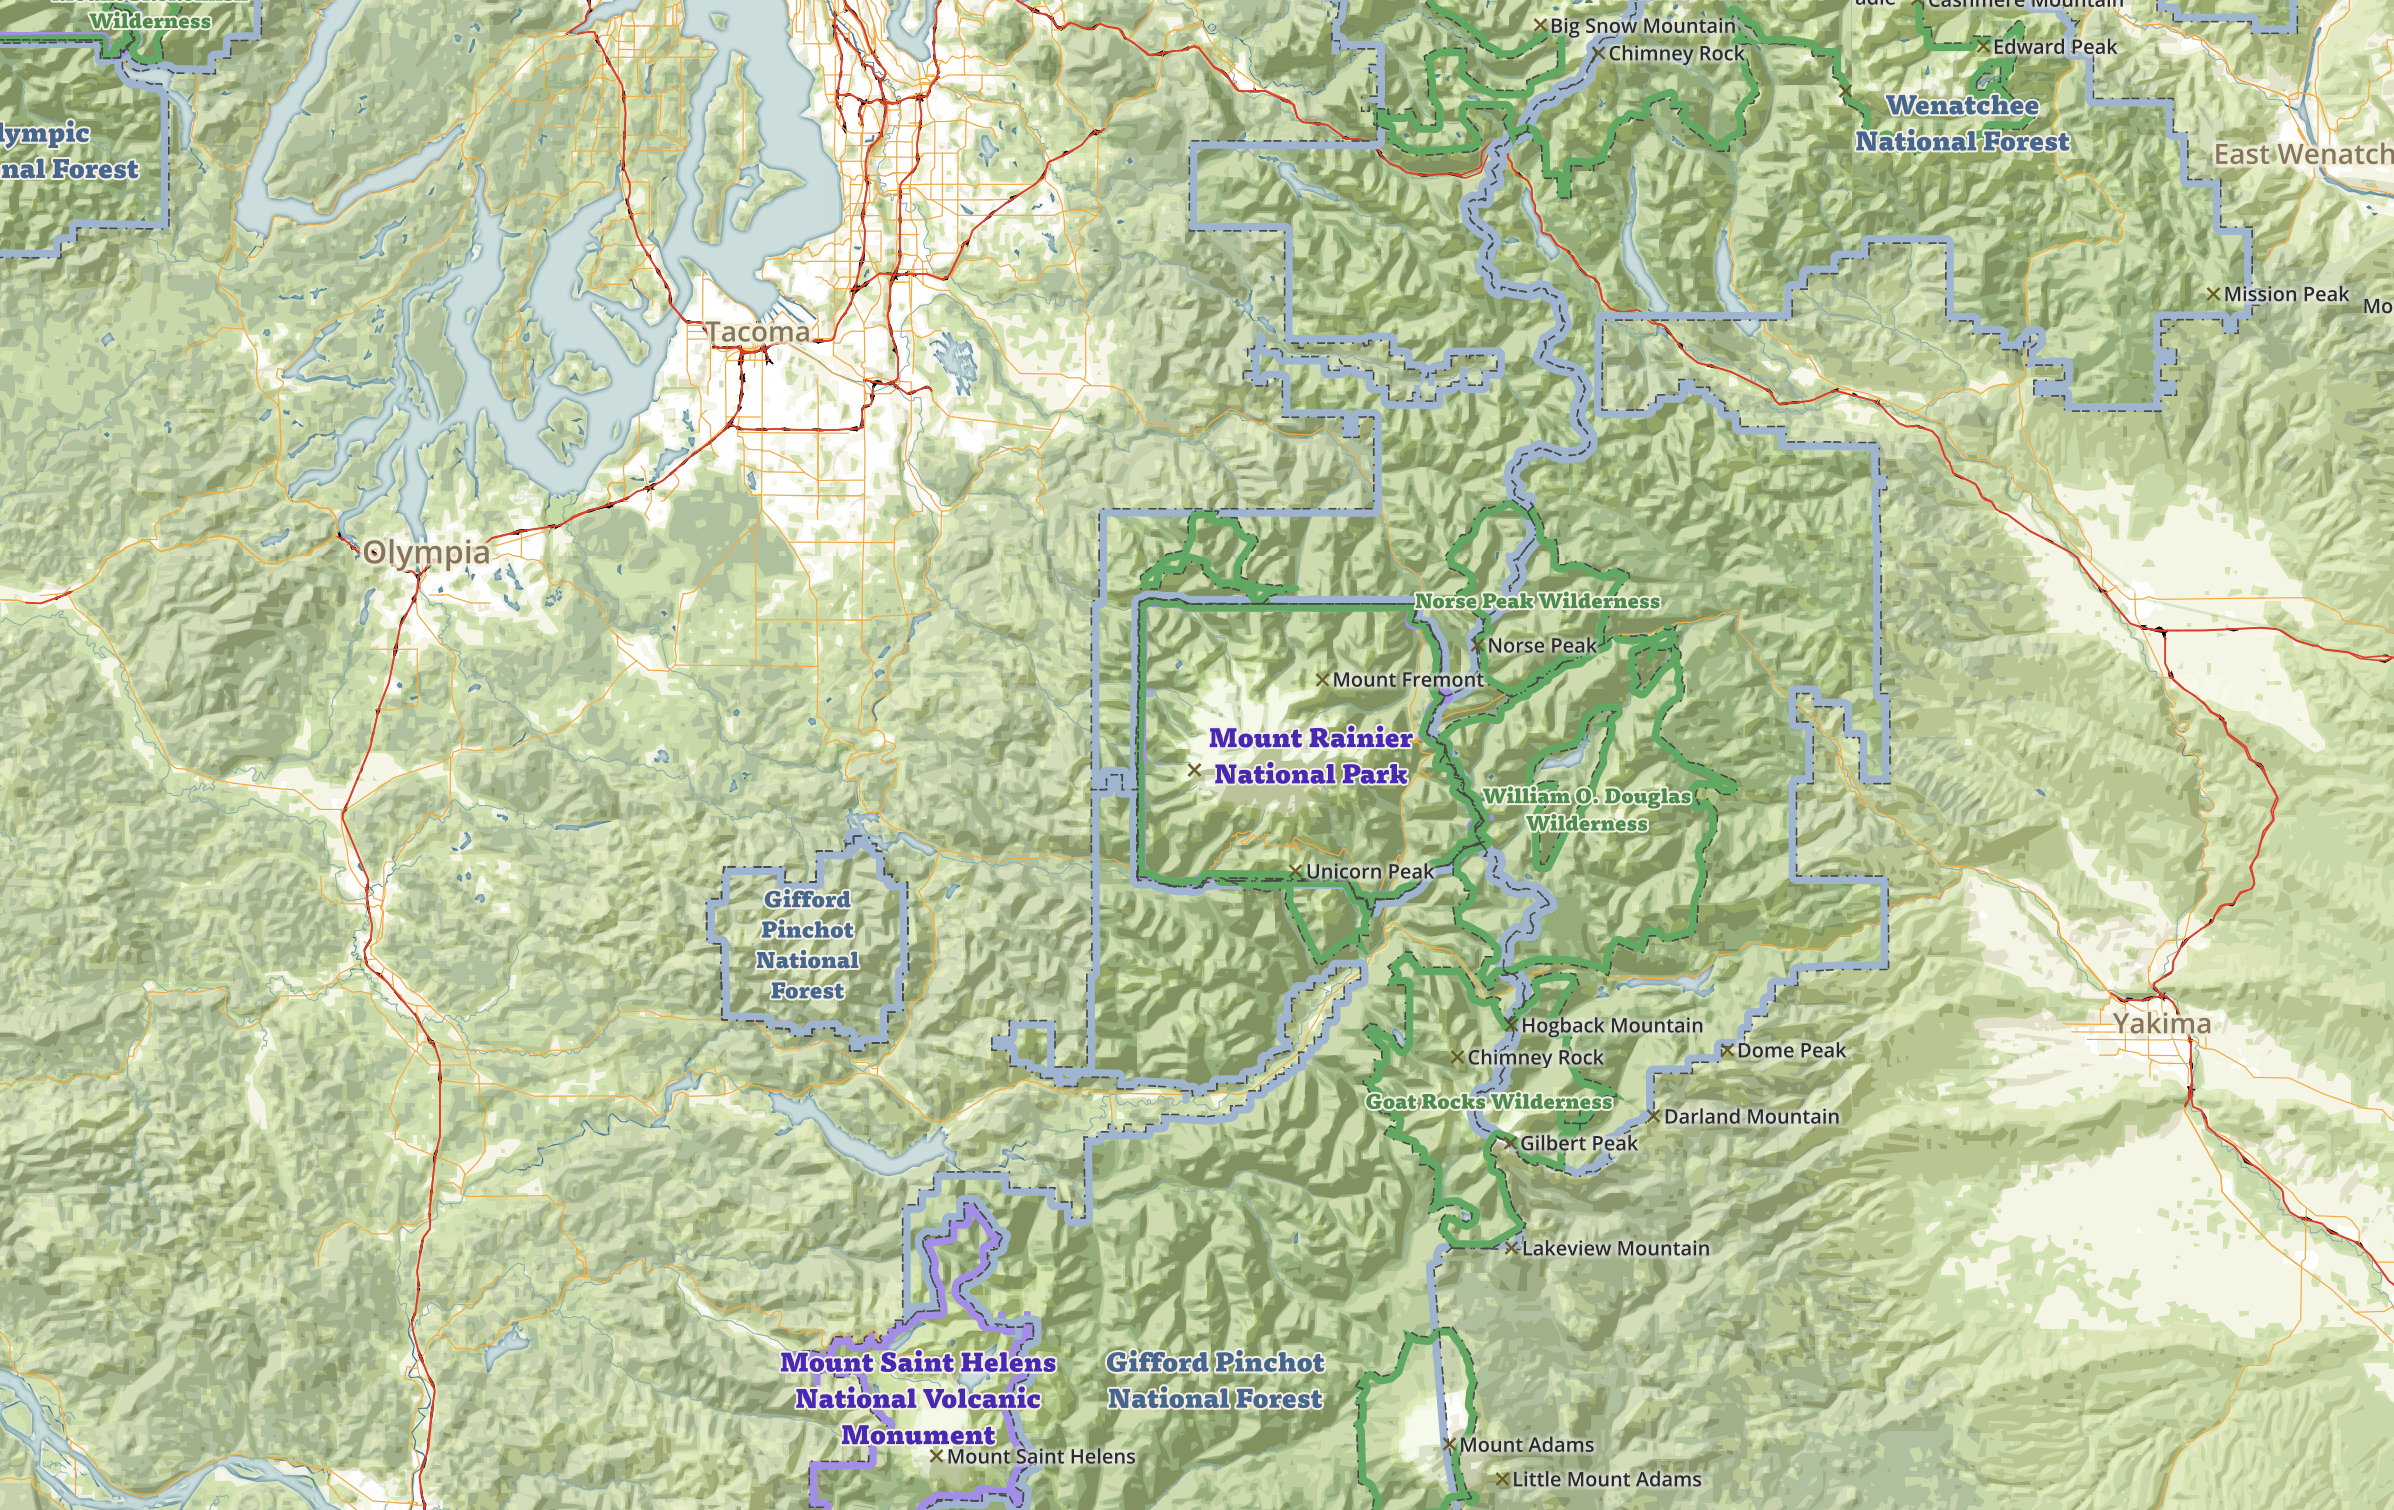 Wilderness
Cashmere Mountain
Big Snow Mountain
Chimney Rock
Edward Peak
Wenatchee
National Forest
lympic
nal Forest
East Wenatch
Mission Peak
Mo
Tacoma
Olympia
Norse Peak Wilderness
Norse Peak
Mount Fremont
Mount Rainier
National Park
William O. Douglas
Wilderness
Unicorn Peak
Gifford
Pinchot
National
Forest
Hogback Mountain
Chimney Rock
Dome Peak
Yakima
Goat Rocks Wilderness
Darland Mountain
Gilbert Peak
Lakeview Mountain
Mount Saint Helens
National Volcanic
Monument
Gifford Pinchot
National Forest
Mount Saint Helens
Mount Adams
Little Mount Adams